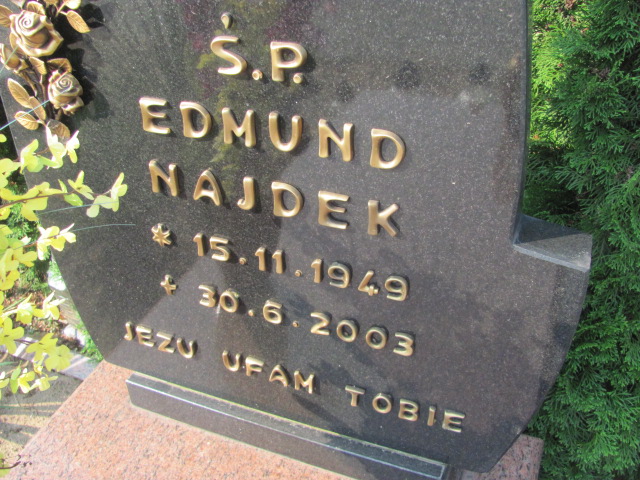 Ś.P.
EDMUND
NAJDEK
* 15.11.1949
+ 30.6.2003
JEZU UFAM TOBIE